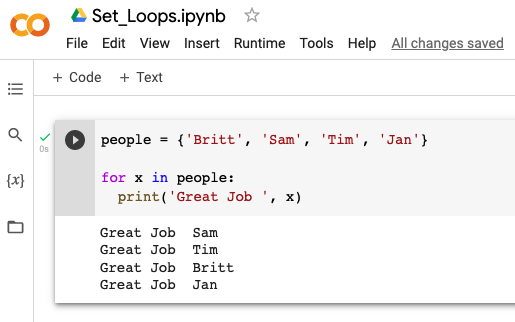 Set_Loops.ipynb
File Edit View Insert Runtime Tools Help All changes saved
+ Code + Text
{x}
0s
people = {'Britt', 'Sam', 'Tim', 'Jan'}
for x in people:
  print('Great Job ', x)
Great Job  Sam
Great Job  Tim
Great Job  Britt
Great Job  Jan